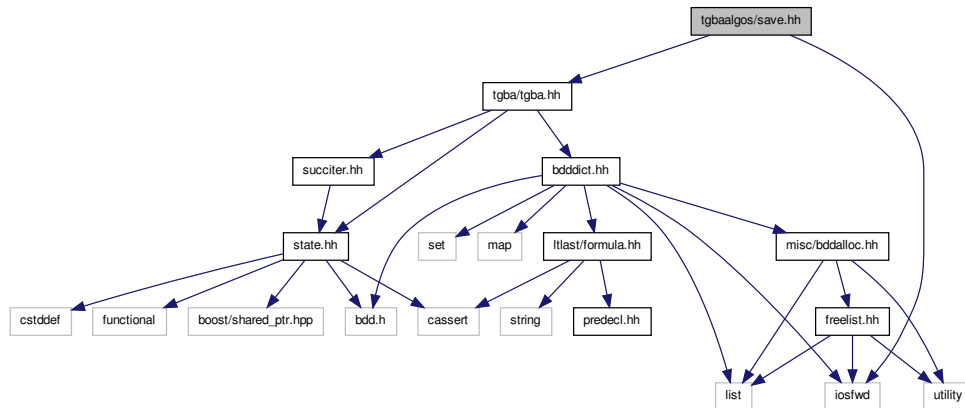 tgbaalgos/save.hh
tgba/tgba.hh
succiter.hh
bdddict.hh
state.hh
set
map
ltlast/formula.hh
misc/bddalloc.hh
cstddef
functional
boost/shared_ptr.hpp
bdd.h
cassert
string
predecl.hh
freelist.hh
list
iosfwd
utility